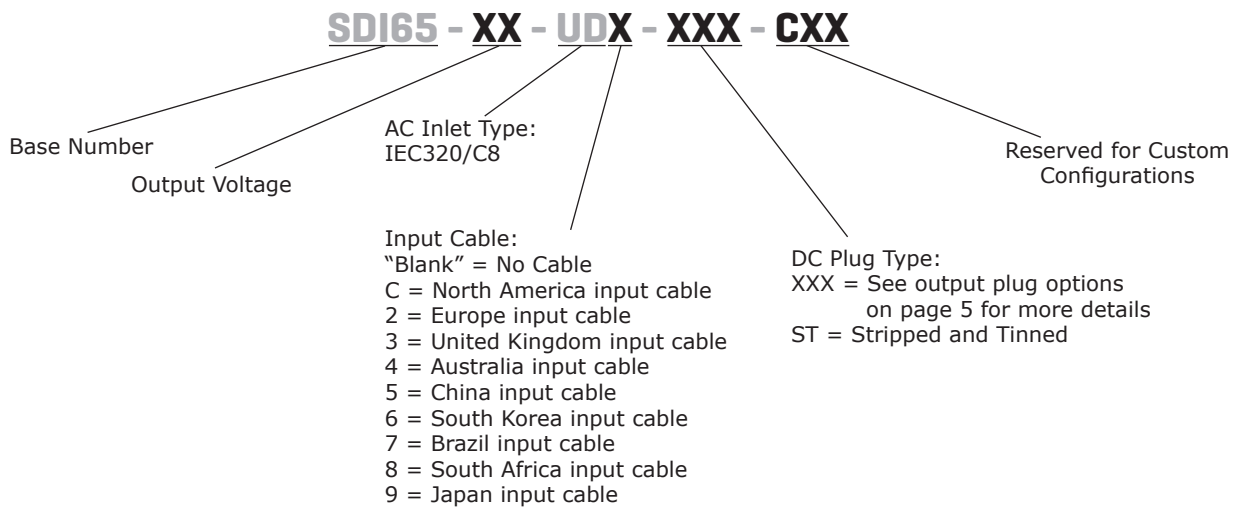 SDI65 - XX - UDX - XXX - CXX
Base Number
Output Voltage
AC Inlet Type:
IEC320/C8
Input Cable:
“Blank” = No Cable
C = North America input cable
2 = Europe input cable
3 = United Kingdom input cable
4 = Australia input cable
5 = China input cable
6 = South Korea input cable
7 = Brazil input cable
8 = South Africa input cable
9 = Japan input cable
DC Plug Type:
XXX = See output plug options
on page 5 for more details
ST = Stripped and Tinned
Reserved for Custom
Configurations